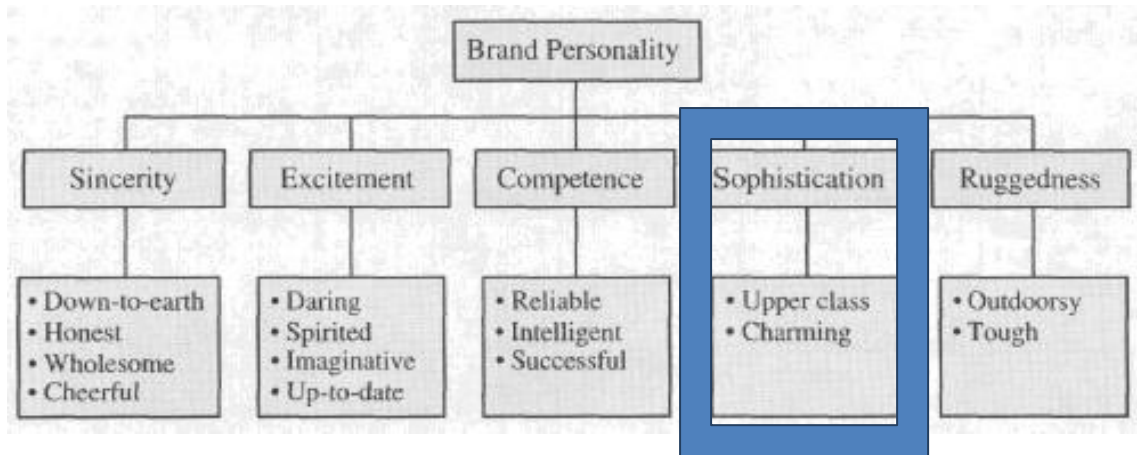 Brand Personality
Sincerity
Excitement
Competence
Sophistication
Ruggedness
• Down-to-earth
• Honest
• Wholesome
• Cheerful
• Daring
• Spirited
• Imaginative
• Up-to-date
• Reliable
• Intelligent
• Successful
• Upper class
• Charming
• Outdoorsy
• Tough